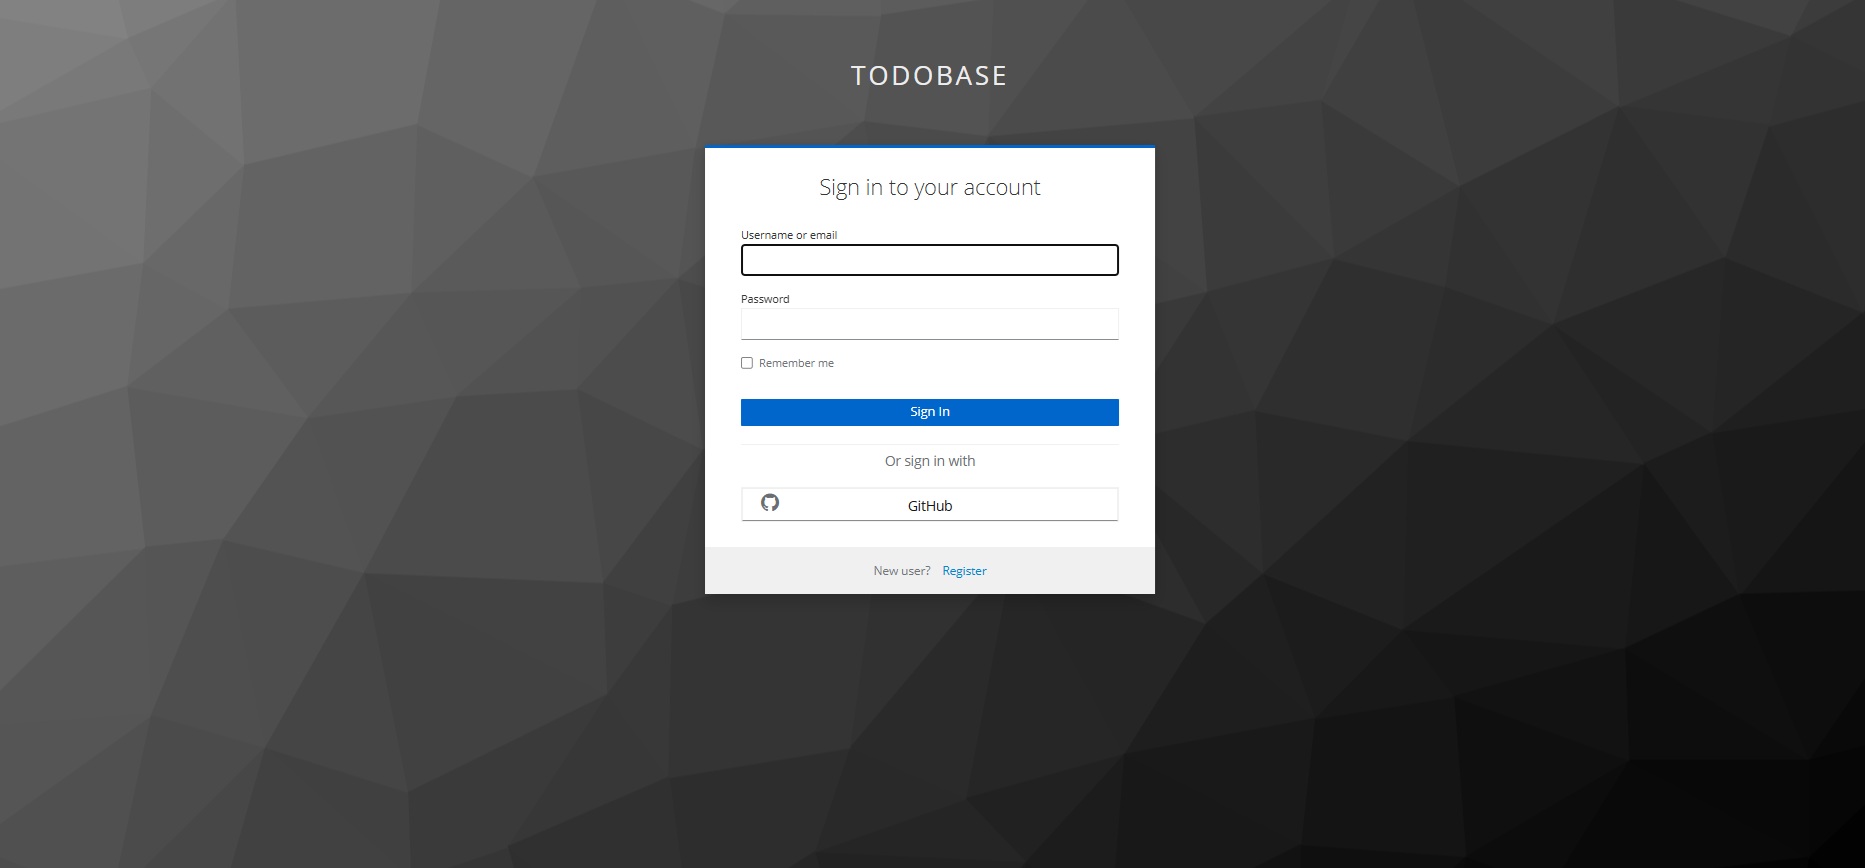 TODOBASE
Sign in to your account
Username or email
Password
Remember me
Sign In
Or sign in with
GitHub
New user? Register